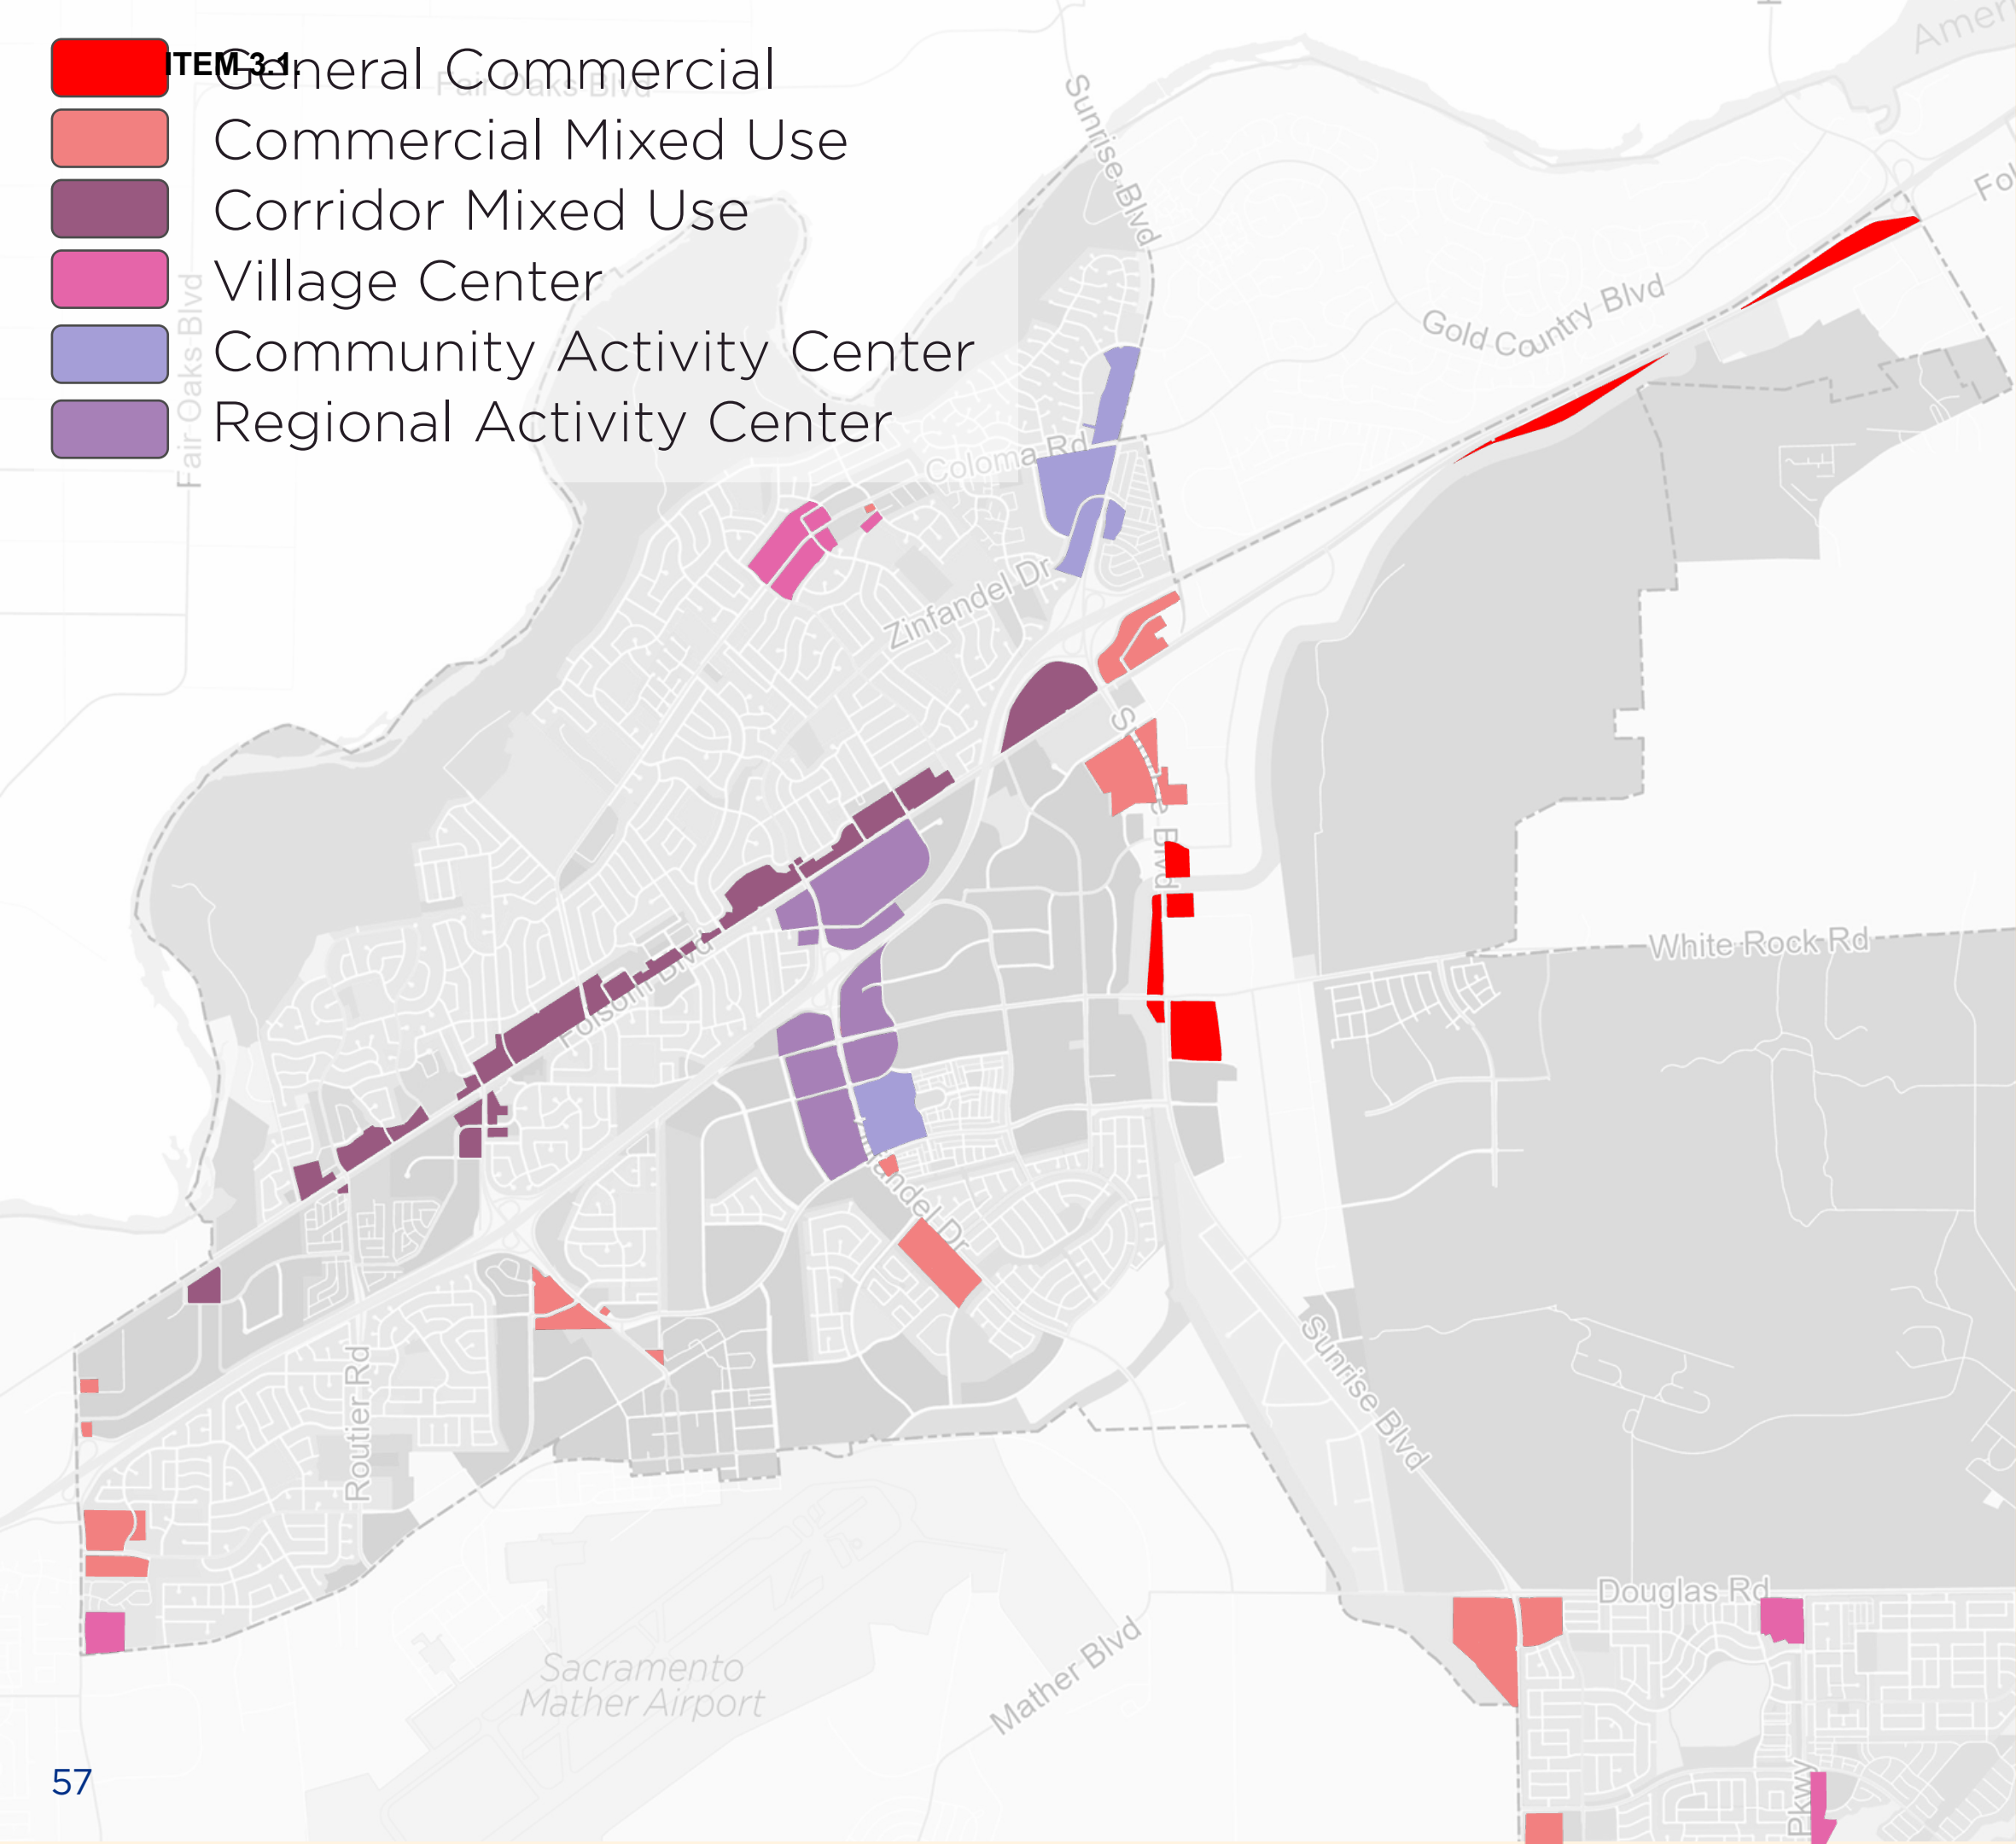 ITEM 3.1.
General Commercial
Commercial Mixed Use
Corridor Mixed Use
Village Center
Community Activity Center
Regional Activity Center
Fair Oaks Blvd
Fair Oaks Blvd
Sunrise Blvd
Gold Country Blvd
Coloma Rd
Zinfandel Dr
Sunrise Blvd
White Rock Rd
Folsom Blvd
Zinfandel Dr
Routier Rd
Sunrise Blvd
Douglas Rd
Sacramento
Mather Airport
Mather Blvd
Pkwy
57